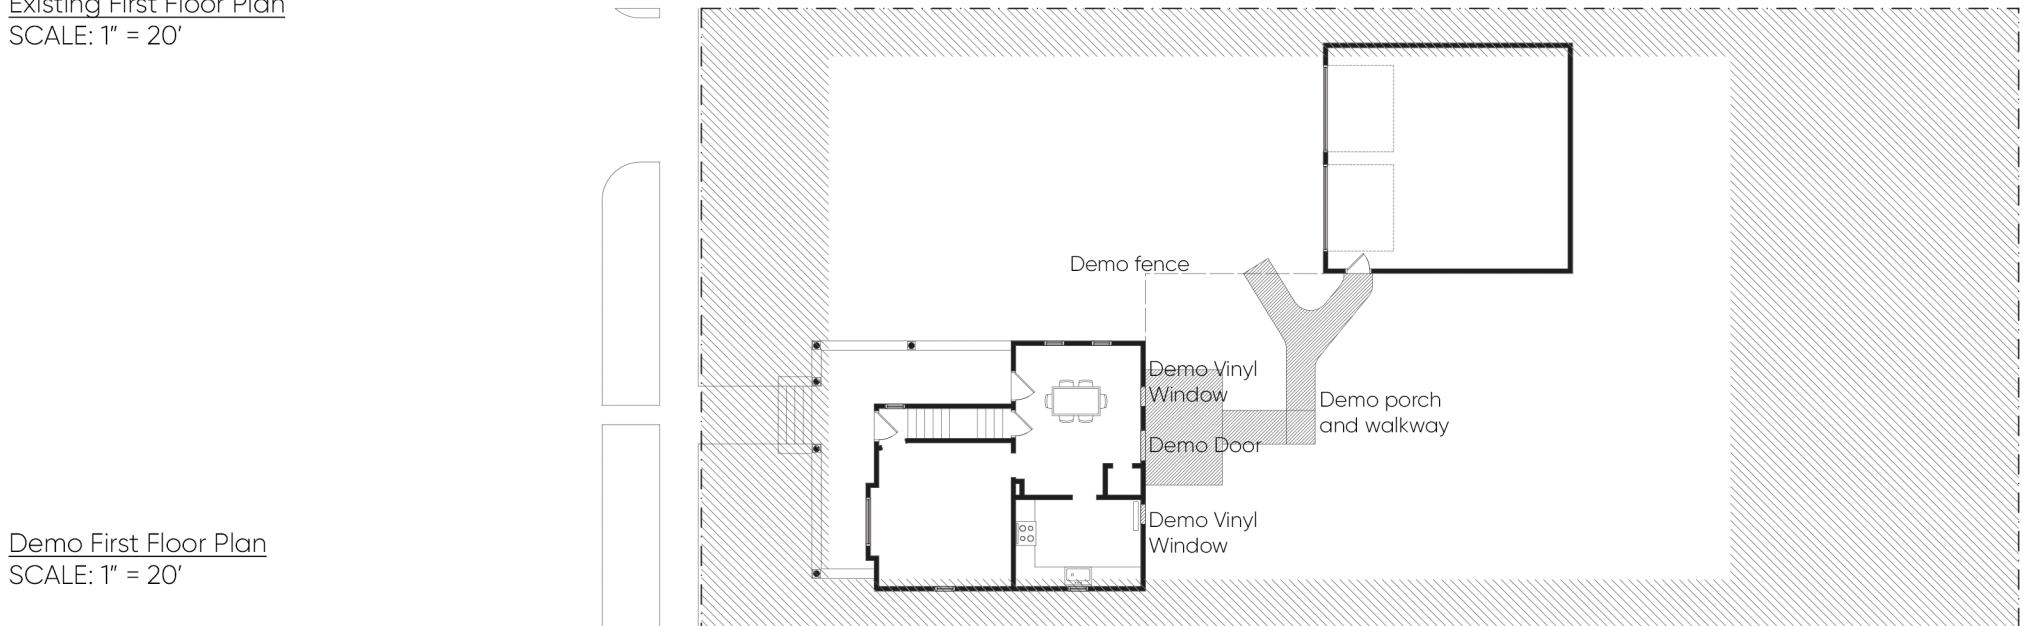 Existing First Floor Plan
SCALE: 1” = 20’
Demo fence
Demo Vinyl
Window
Demo porch
and walkway
Demo Door
Demo Vinyl
Window
Demo First Floor Plan
SCALE: 1” = 20’